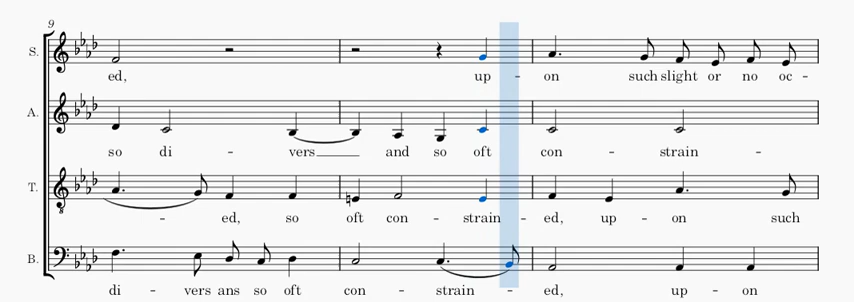 9
S.
ed, up - on such slight or no oc -
A.
so di - vers and so oft con - strain -
T.
- ed, so oft con - strain - ed, up - on such
B.
di - vers ans so oft con - strain - ed, up - on